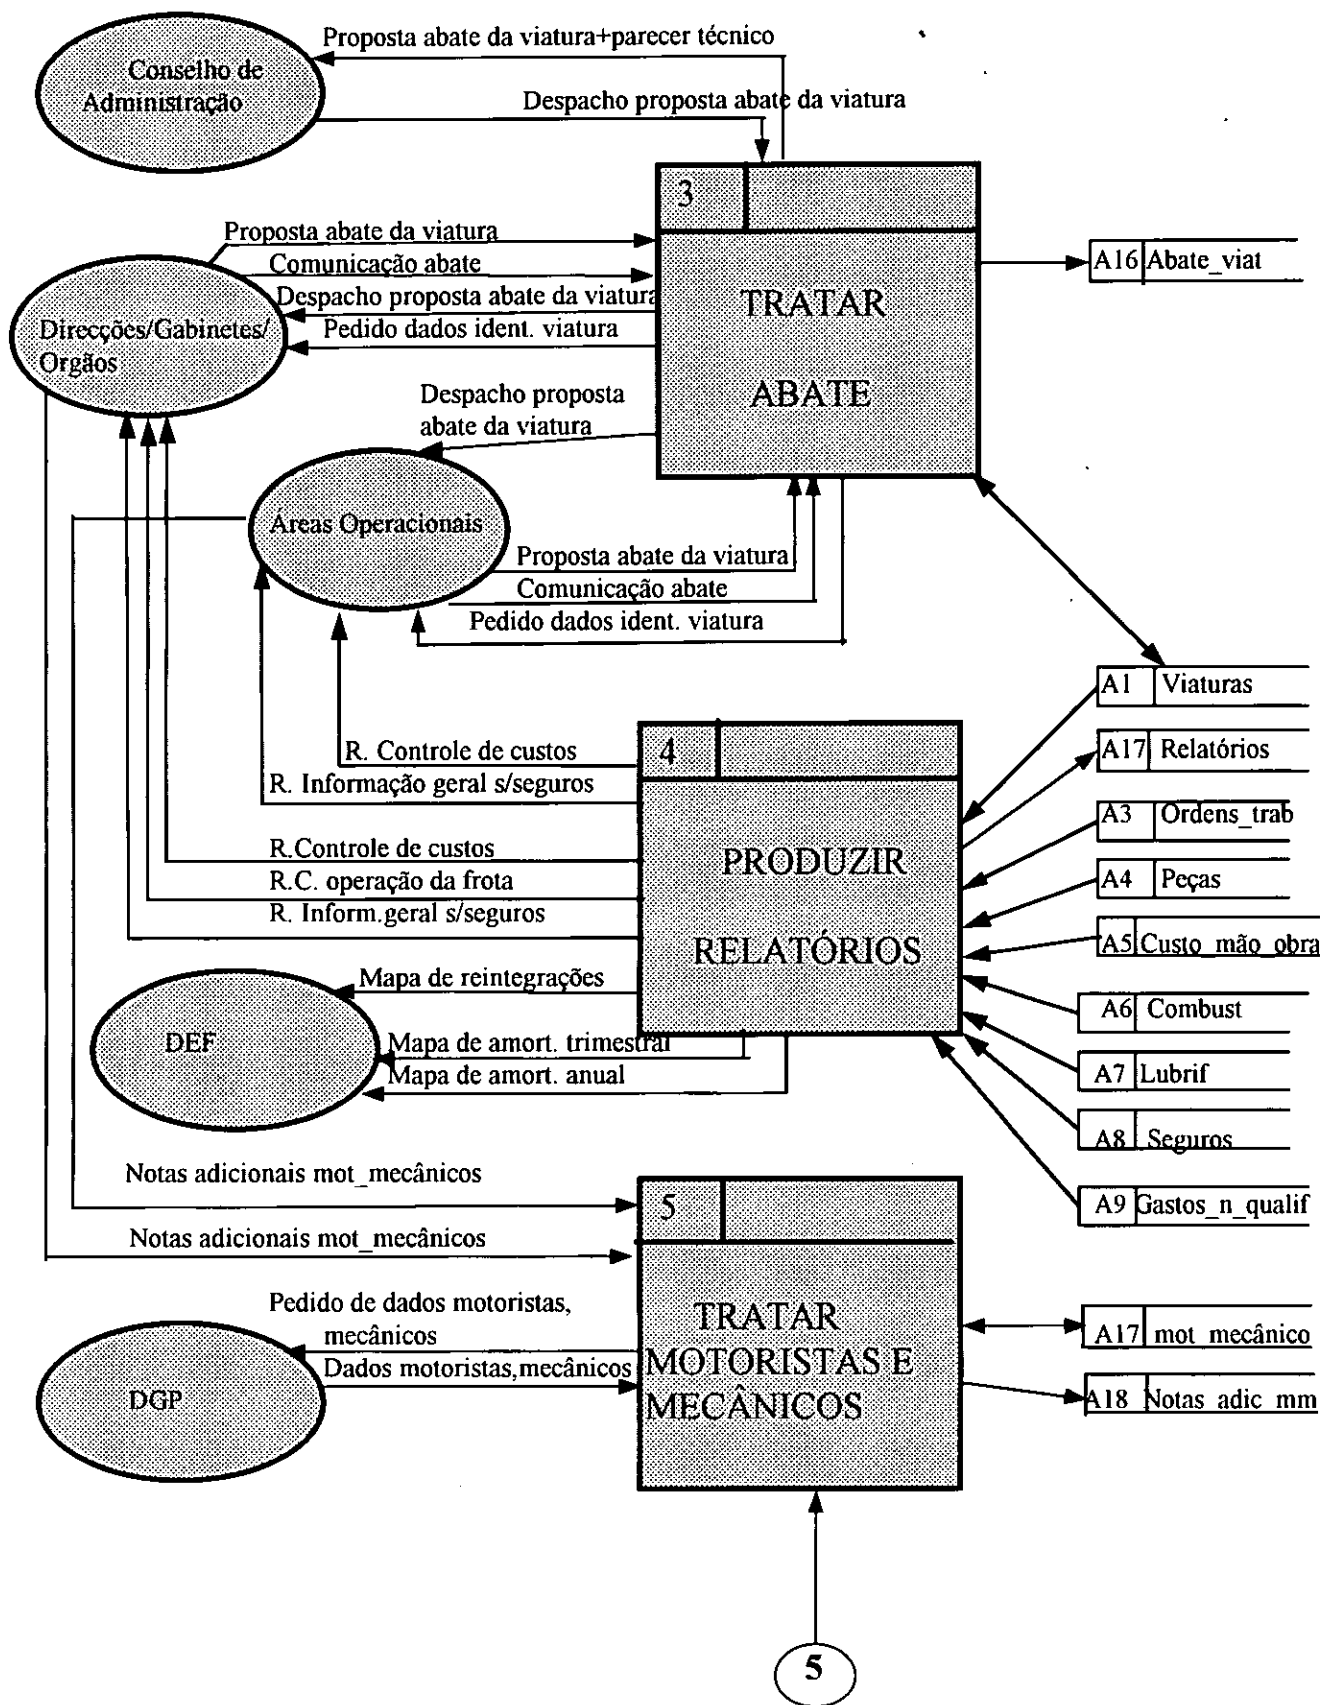 Proposta abate da viatura+parecer técnico
Conselho de
Administração
Despacho proposta abate da viatura
3
TRATAR
ABATE
Proposta abate da viatura
Comunicação abate
Despacho proposta abate da viatura
Pedido dados ident. viatura
Direcções/Gabinetes/
Orgãos
A16 Abate_viat
Despacho proposta
abate da viatura
Áreas Operacionais
Proposta abate da viatura
Comunicação abate
Pedido dados ident. viatura
A1 Viaturas
A17 Relatórios
A3 Ordens_trab
A4 Peças
A5 Custo_mão_obra
A6 Combust
A7 Lubrif
A8 Seguros
A9 Gastos_n_qualif
4
PRODUZIR
RELATÓRIOS
R. Controle de custos
R. Informação geral s/seguros
R.Controle de custos
R.C. operação da frota
R. Inform.geral s/seguros
Mapa de reintegrações
DEF
Mapa de amort. trimestral
Mapa de amort. anual
Notas adicionais mot_mecânicos
Notas adicionais mot_mecânicos
5
TRATAR
MOTORISTAS E
MECÂNICOS
Pedido de dados motoristas,
mecânicos
Dados motoristas,mecânicos
DGP
A17 mot_mecânico
A18 Notas_adic_mm
5